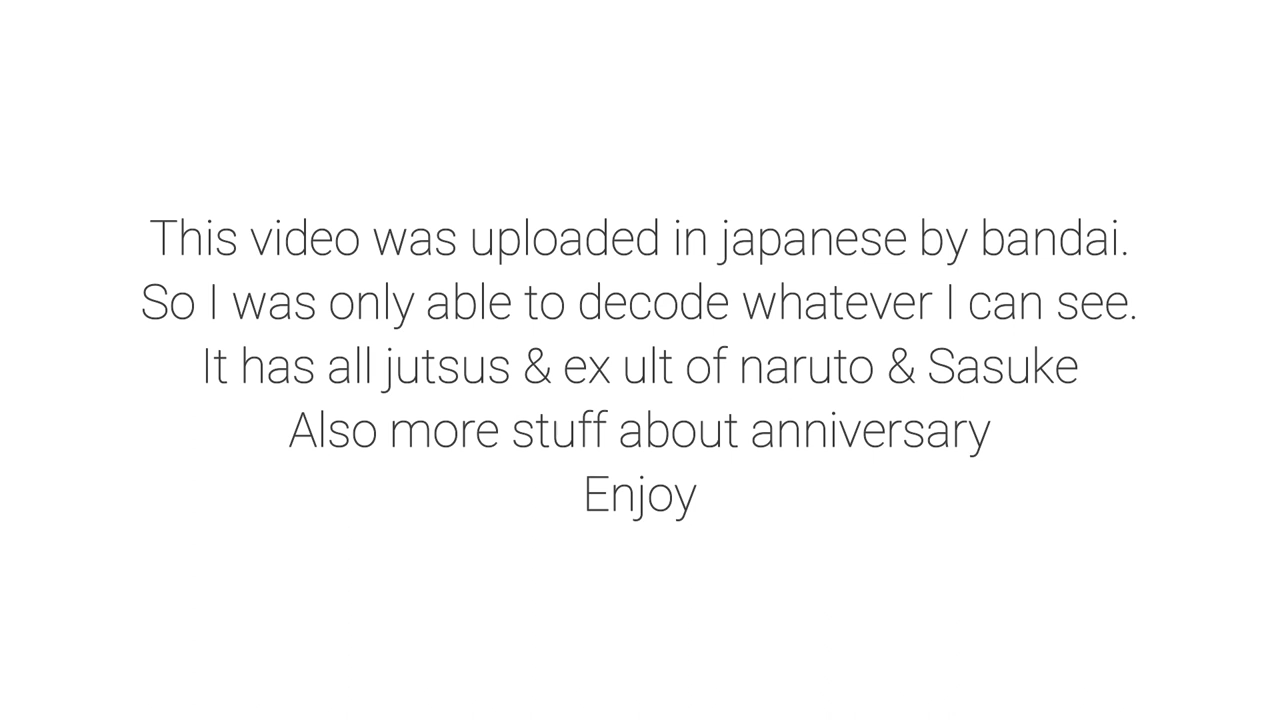 This video was uploaded in japanese by bandai.
So I was only able to decode whatever I can see.
It has all jutsus & ex ult of naruto & Sasuke
Also more stuff about anniversary
Enjoy